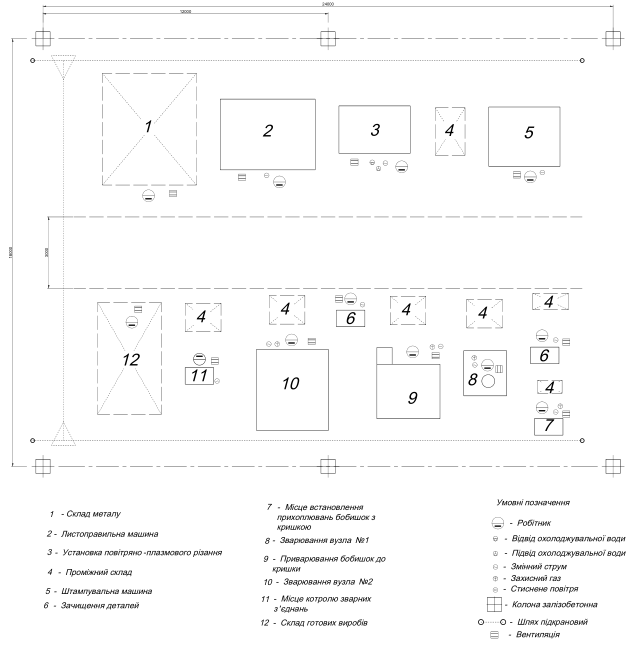 24000
12000
18000
3000
1
2
3
4
5
4
4
6
4
4
4
12
11
10
9
8
6
4
7
1 - Склад металу
2 - Листоправильна машина
3 - Установка повітряно -плазмового різання
4 - Проміжний склад
5 - Штампувальна машина
6 - Зачищення деталей
7 - Місце встановлення
прихоплювань бобишок з
кришкою
8 - Зварювання вузла №1
9 - Приварювання бобишок до
кришки
10 - Зварювання вузла №2
11 - Місце котролю зварних
з'єднань
12 - Склад готових виробів
Умовні позначення
- Робітник
- Відвід охолоджувальної води
- Підвід охолоджувальної води
- Змінний струм
- Захисний газ
- Стиснене повітря
- Колона залізобетонна
- Шлях підкрановий
- Вентиляція